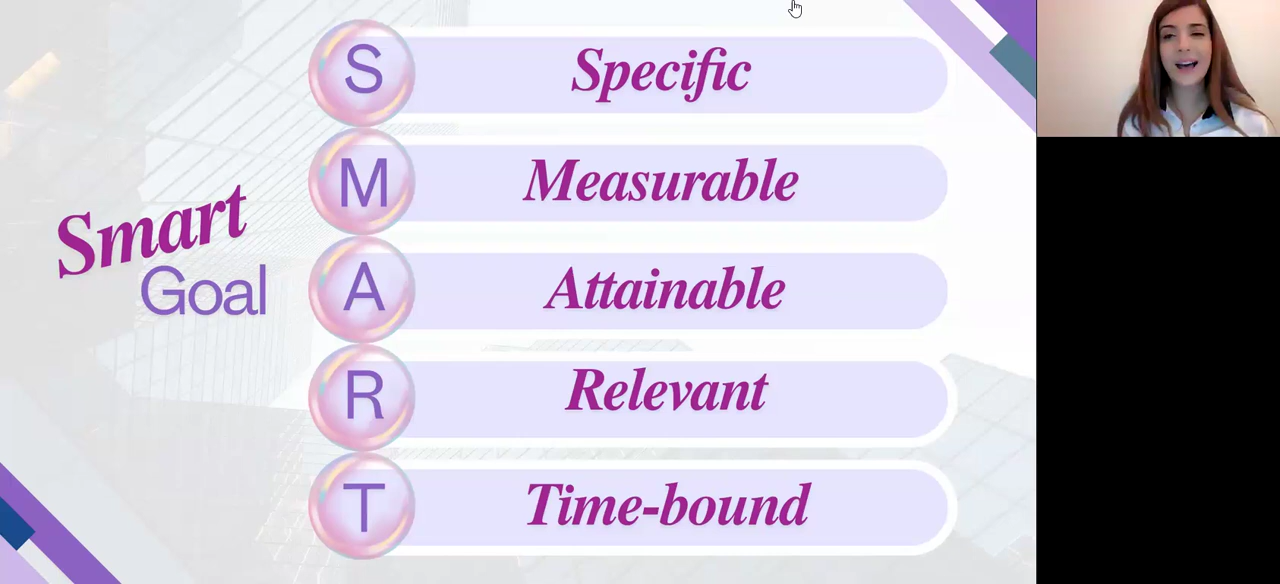 Smart
Goal
S
Specific
M
Measurable
A
Attainable
R
Relevant
T
Time-bound